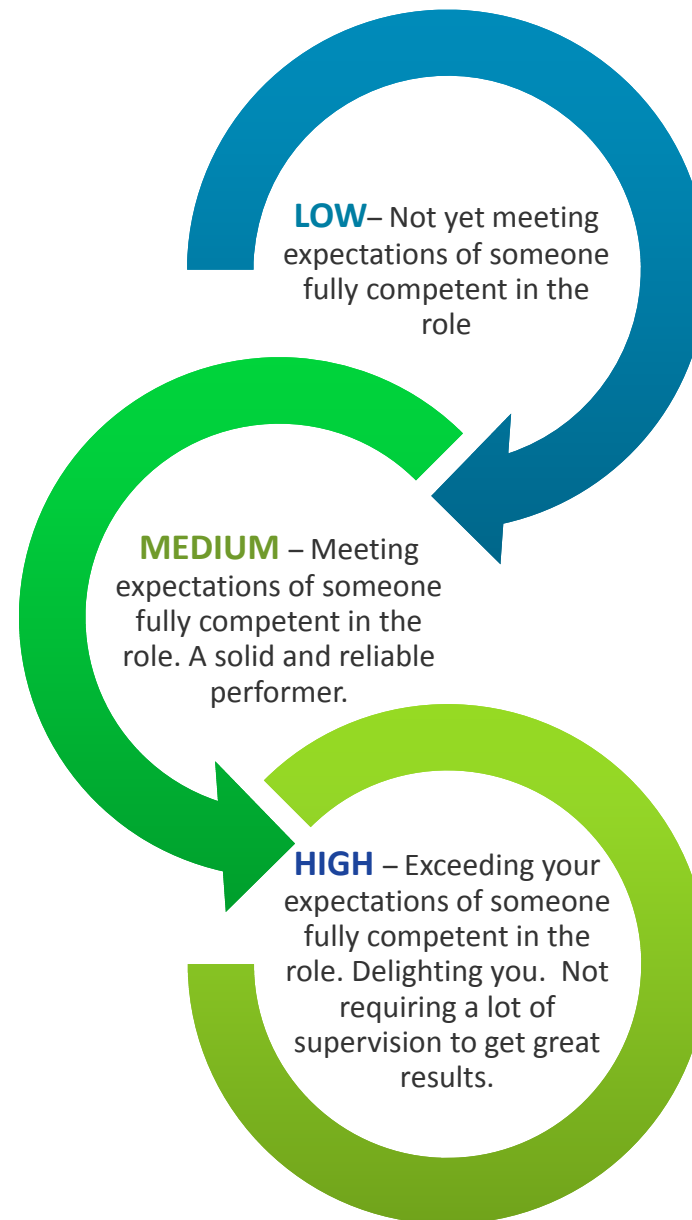 LOW– Not yet meeting
expectations of someone
fully competent in the
role
MEDIUM – Meeting
expectations of someone
fully competent in the
role. A solid and reliable
performer.
HIGH – Exceeding your
expectations of someone
fully competent in the
role. Delighting you.  Not
requiring a lot of
supervision to get great
results.